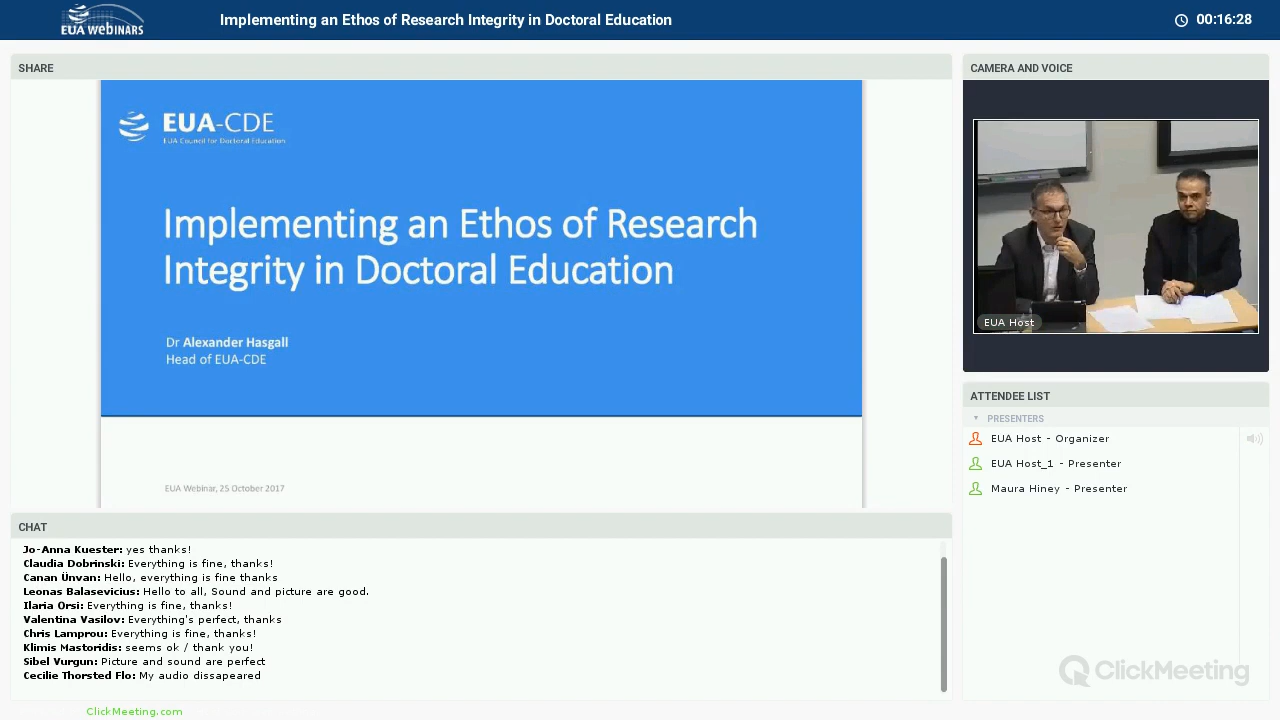 EUA WEBINARS
Implementing an Ethos of Research Integrity in Doctoral Education
00:16:28
SHARE
EUA-CDE
EUA Council for Doctoral Education
Implementing an Ethos of Research
Integrity in Doctoral Education
Dr Alexander Hasgall
Head of EUA-CDE
EUA Webinar, 25 October 2017
CAMERA AND VOICE
EUA Host
ATTENDEE LIST
PRESENTERS
EUA Host - Organizer
EUA Host_1 - Presenter
Maura Hiney - Presenter
CHAT
Jo-Anna Kuester: yes thanks!
Claudia Dobrinski: Everything is fine, thanks!
Canan Ünvan: Hello, everything is fine thanks
Leonas Balasevicius: Hello to all, Sound and picture are good.
Ilaria Orsi: Everything is fine, thanks!
Valentina Vasilov: Everything's perfect, thanks
Chris Lamprou: Everything is fine, thanks!
Klimis Mastoridis: seems ok / thank you!
Sibel Vurgun: Picture and sound are perfect
Cecilie Thorsted Flo: My audio dissapeared
ClickMeeting
ClickMeeting.com